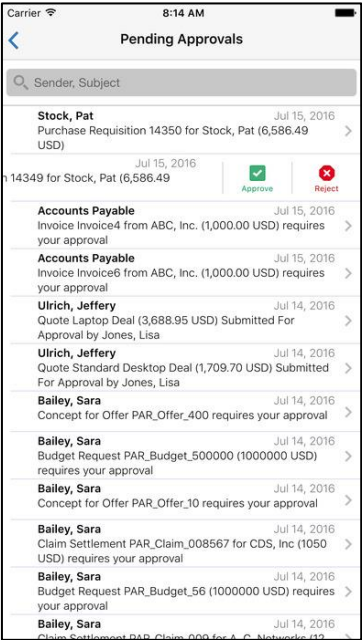 Carrier 8:14 AM
Pending Approvals
Sender, Subject
Stock, Pat Jul 15, 2016
Purchase Requisition 14350 for Stock, Pat (6,586.49
USD)
Jul 15, 2016
14349 for Stock, Pat (6,586.49
Approve Reject
Accounts Payable Jul 15, 2016
Invoice Invoice4 from ABC, Inc. (1,000.00 USD) requires
your approval
Accounts Payable Jul 15, 2016
Invoice Invoice6 from ABC, Inc. (1,000.00 USD) requires
your approval
Ulrich, Jeffery Jul 14, 2016
Quote Laptop Deal (3,688.95 USD) Submitted For
Approval by Jones, Lisa
Ulrich, Jeffery Jul 14, 2016
Quote Standard Desktop Deal (1,709.70 USD) Submitted
For Approval by Jones, Lisa
Bailey, Sara Jul 14, 2016
Concept for Offer PAR_Offer_400 requires your approval
Bailey, Sara Jul 14, 2016
Budget Request PAR_Budget_500000 (1000000 USD)
requires your approval
Bailey, Sara Jul 14, 2016
Concept for Offer PAR_Offer_10 requires your approval
Bailey, Sara Jul 14, 2016
Claim Settlement PAR_Claim_008567 for CDS, Inc (1050
USD) requires your approval
Bailey, Sara Jul 14, 2016
Budget Request PAR_Budget_56 (1000000 USD) requires
your approval
Bailey, Sara Jul 14, 2016
Claim Settlement PAR_Claim_009 for A. C. Networks (12